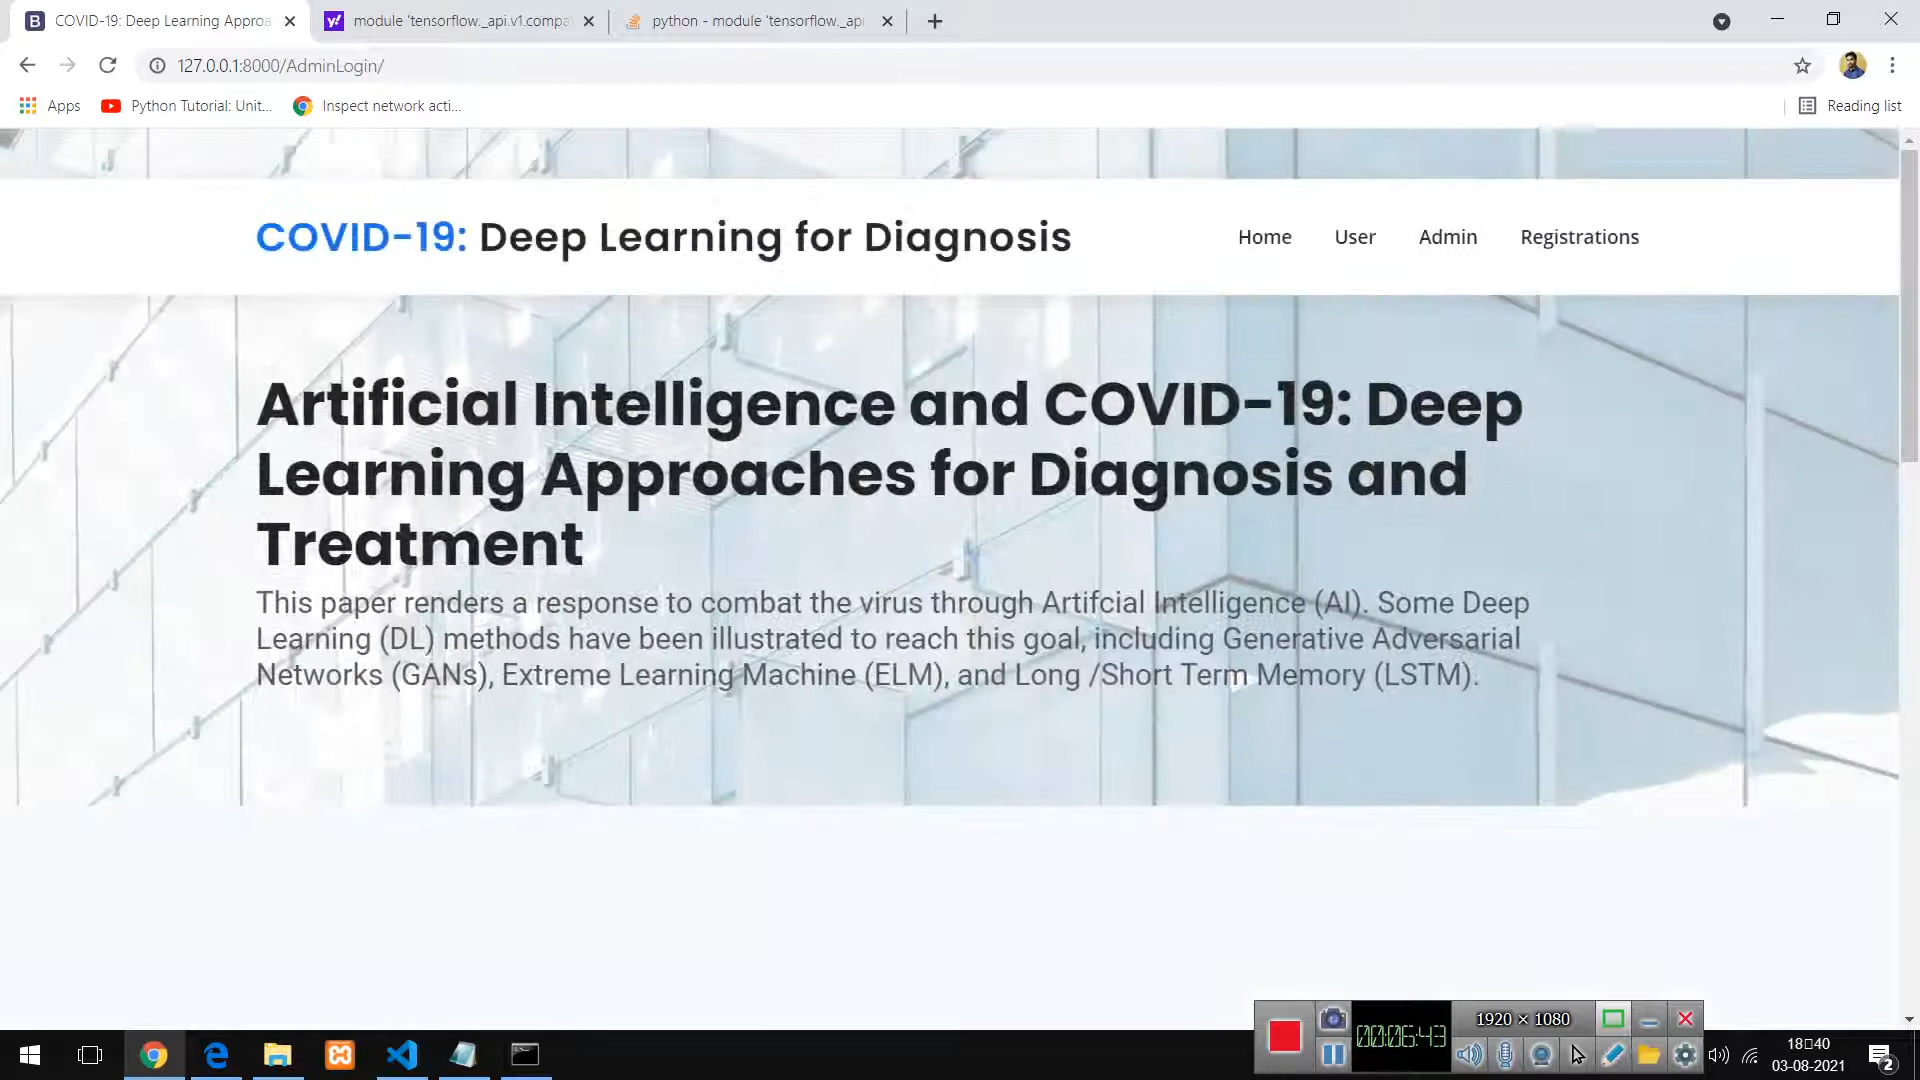 COVID-19: Deep Learning Approa
module 'tensorflow._api.v1.compa
python - module 'tensorflow._api
127.0.0.1:8000/AdminLogin/
Apps
Python Tutorial: Unit...
Inspect network acti...
Reading list
COVID-19: Deep Learning for Diagnosis
Home
User
Admin
Registrations
Artificial Intelligence and COVID-19: Deep
Learning Approaches for Diagnosis and
Treatment
This paper renders a response to combat the virus through Artifcial Intelligence (AI). Some Deep
Learning (DL) methods have been illustrated to reach this goal, including Generative Adversarial
Networks (GANs), Extreme Learning Machine (ELM), and Long /Short Term Memory (LSTM).
00:06:43
1920 × 1080
18:40
03-08-2021
2